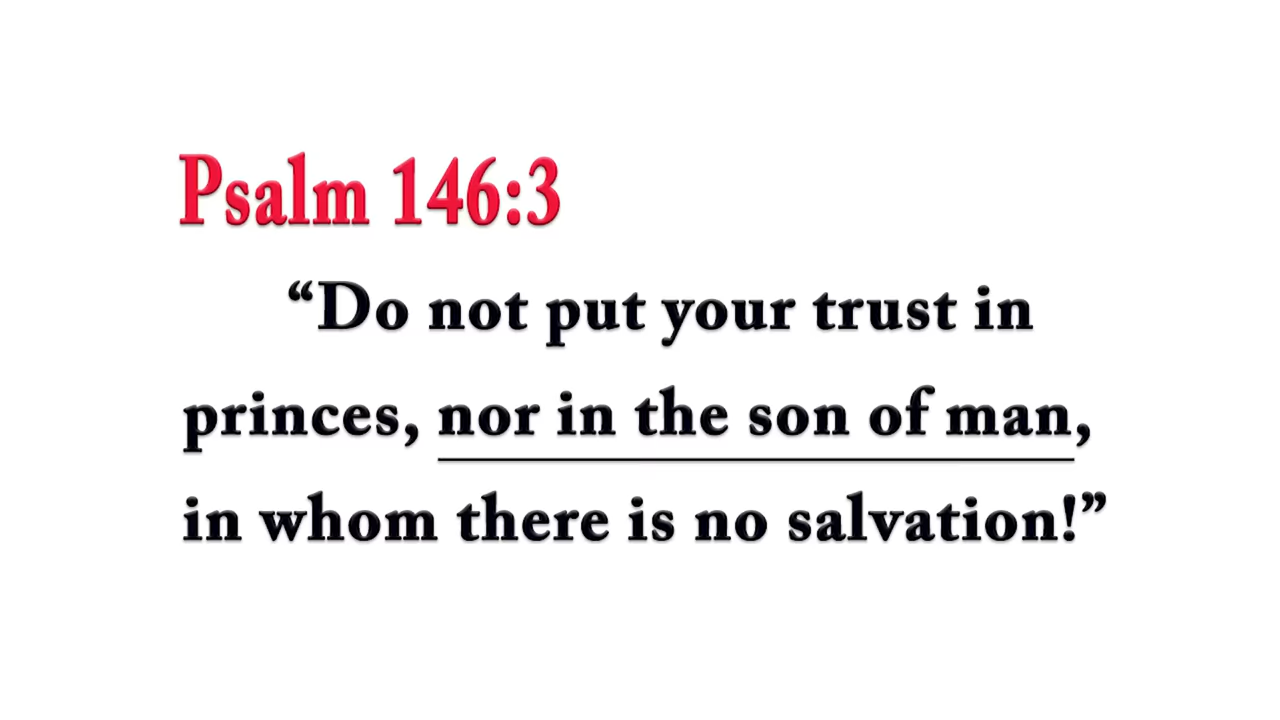 Psalm 146:3
“Do not put your trust in
princes, nor in the son of man,
in whom there is no salvation!”